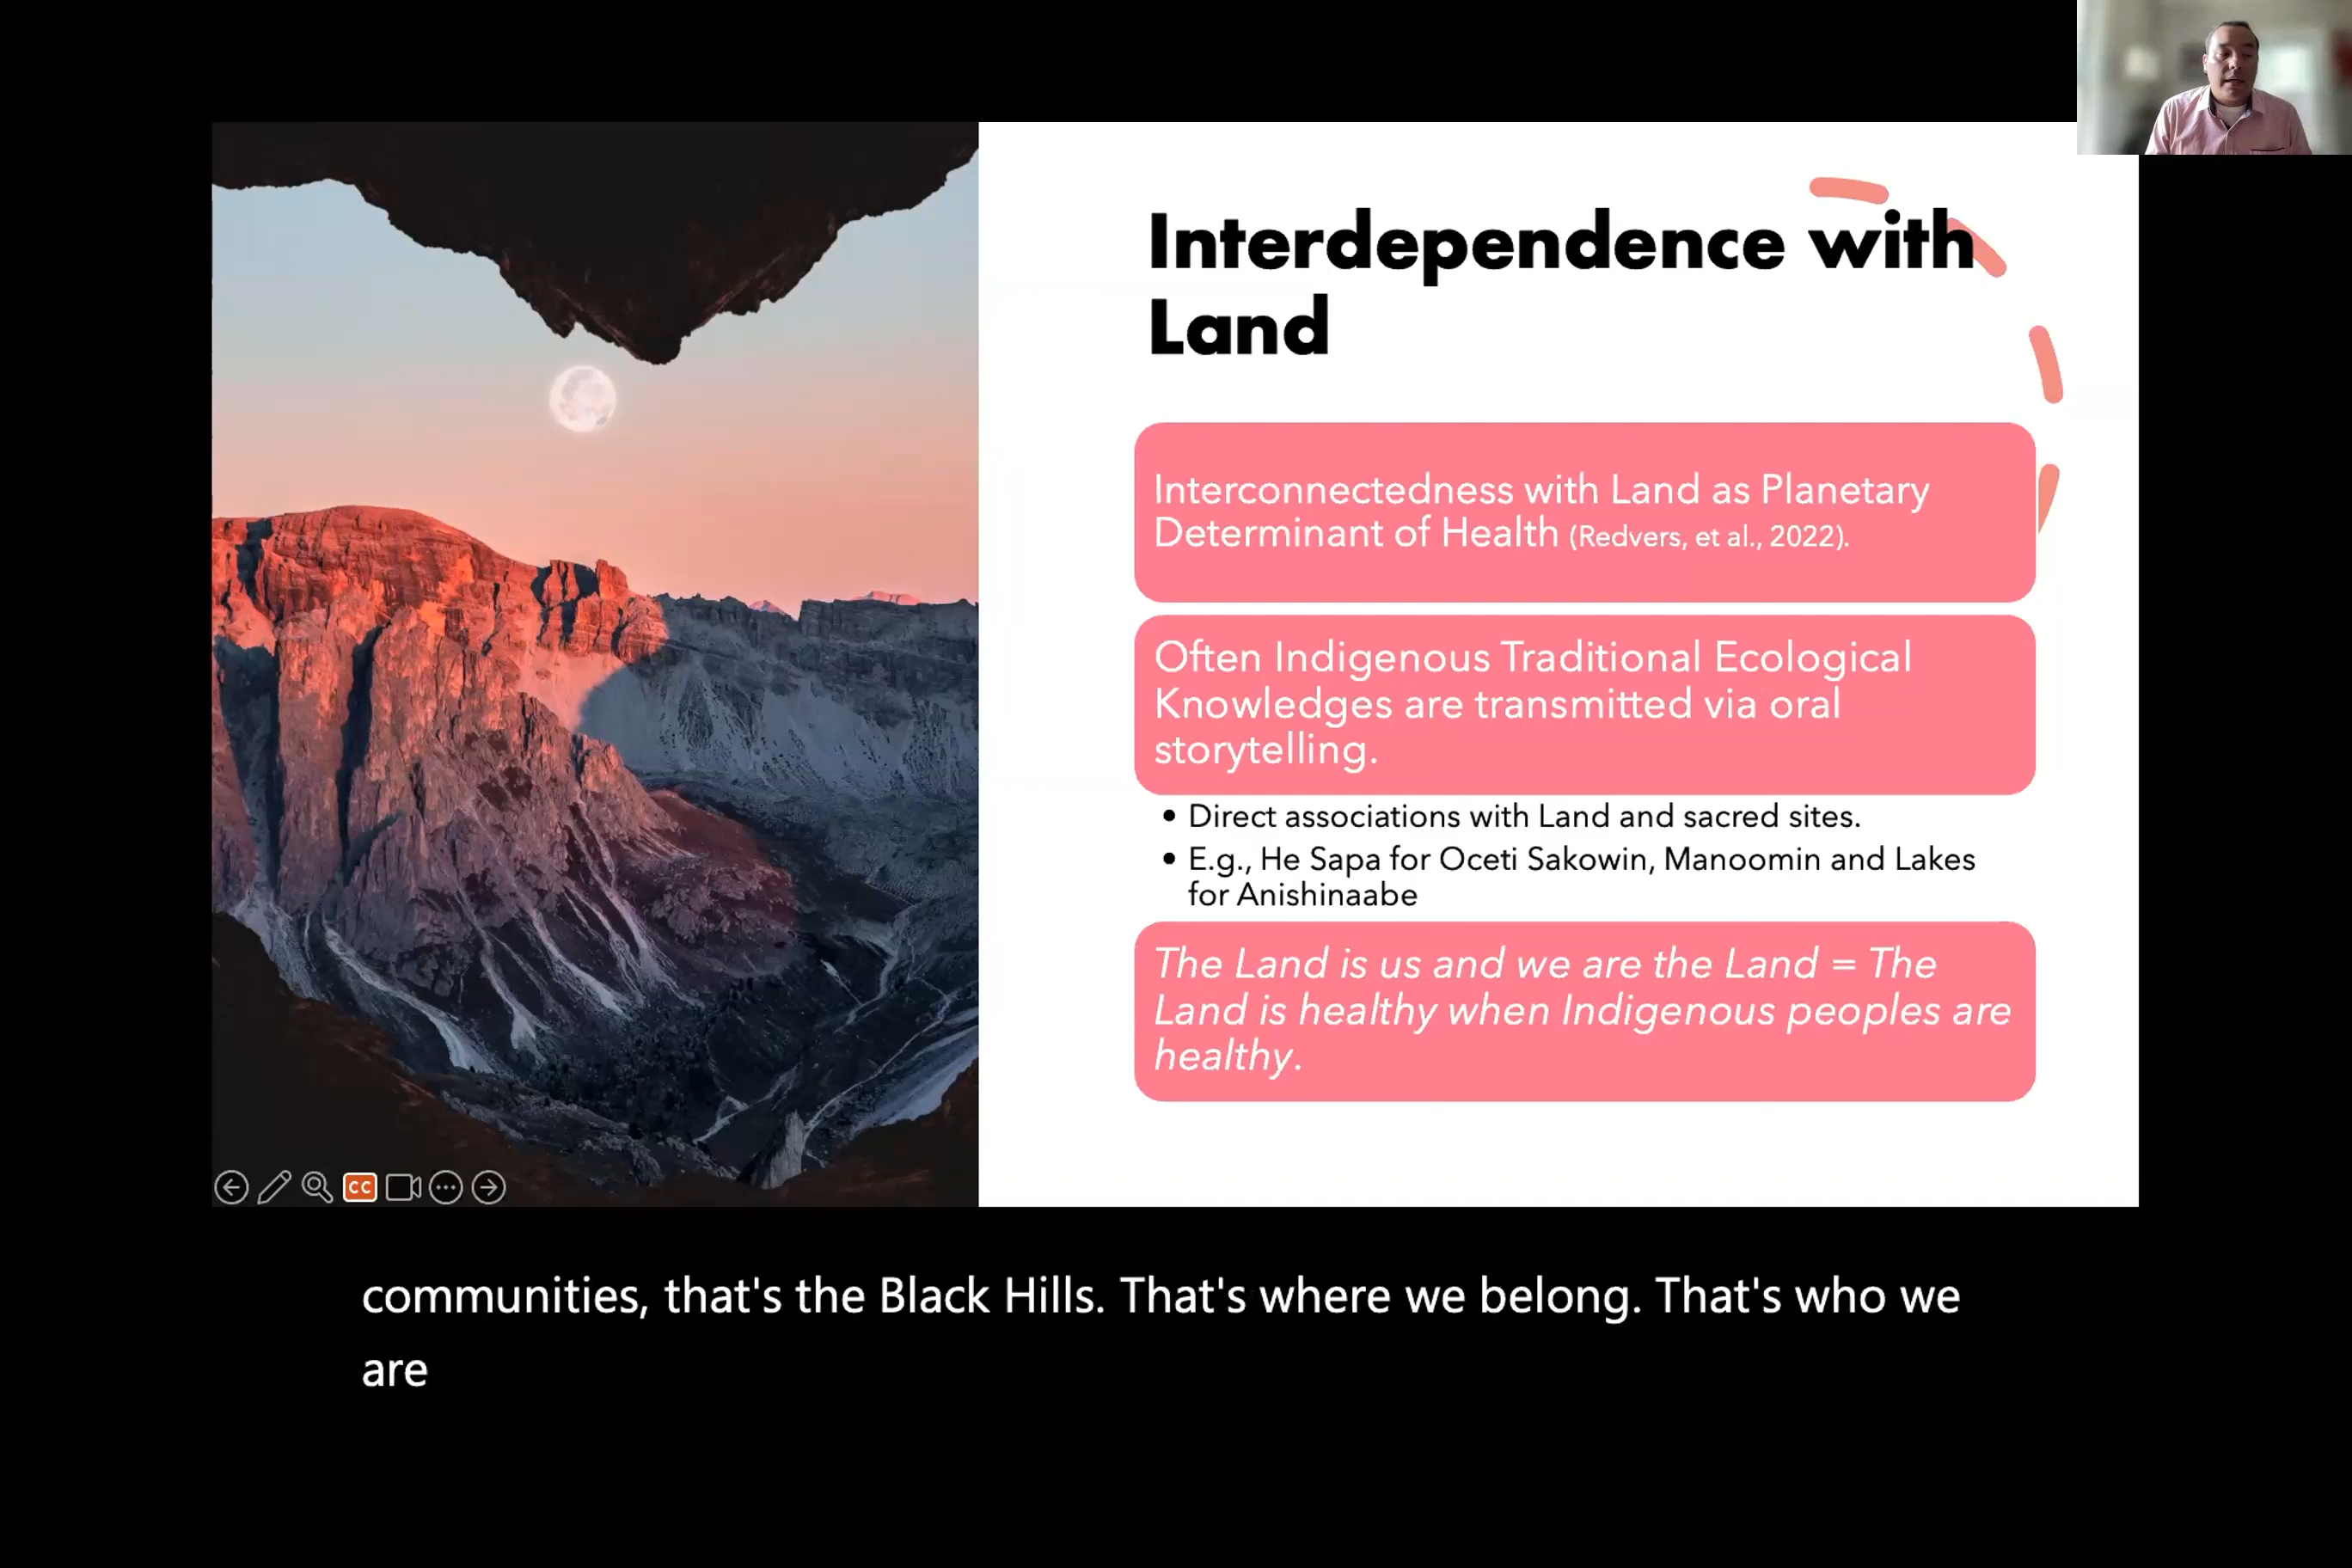 Interdependence with
Land
Interconnectedness with Land as Planetary
Determinant of Health (Redvers, et al., 2022).
Often Indigenous Traditional Ecological
Knowledges are transmitted via oral
storytelling.
• Direct associations with Land and sacred sites.
• E.g., He Sapa for Oceti Sakowin, Manoomin and Lakes
for Anishinaabe
The Land is us and we are the Land = The
Land is healthy when Indigenous peoples are
healthy.
CC
communities, that's the Black Hills. That's where we belong. That's who we
are